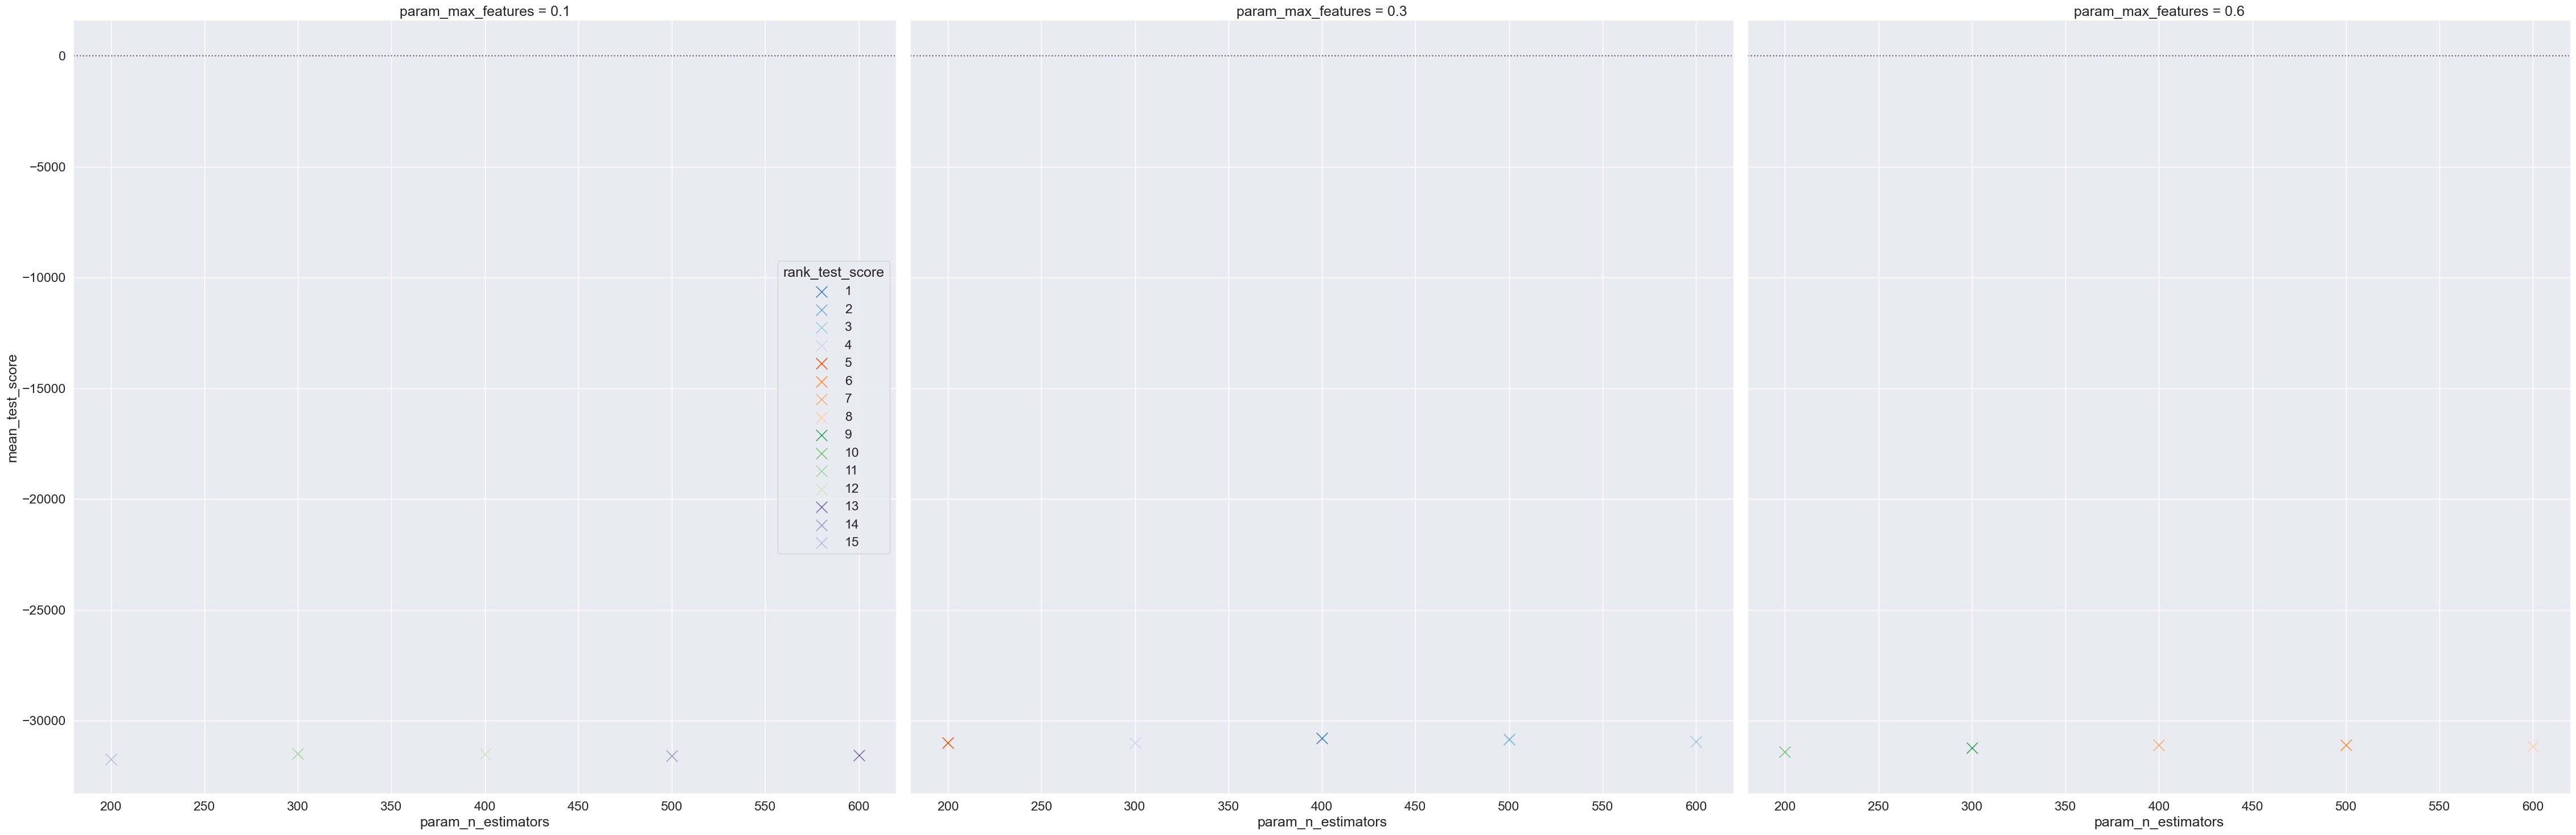 param_max_features = 0.1
param_max_features = 0.3
param_max_features = 0.6
mean_test_score
0
−5000
−10000
−15000
−20000
−25000
−30000
rank_test_score
1
2
3
4
5
6
7
8
9
10
11
12
13
14
15
200 250 300 350 400 450 500 550 600
200 250 300 350 400 450 500 550 600
200 250 300 350 400 450 500 550 600
param_n_estimators
param_n_estimators
param_n_estimators